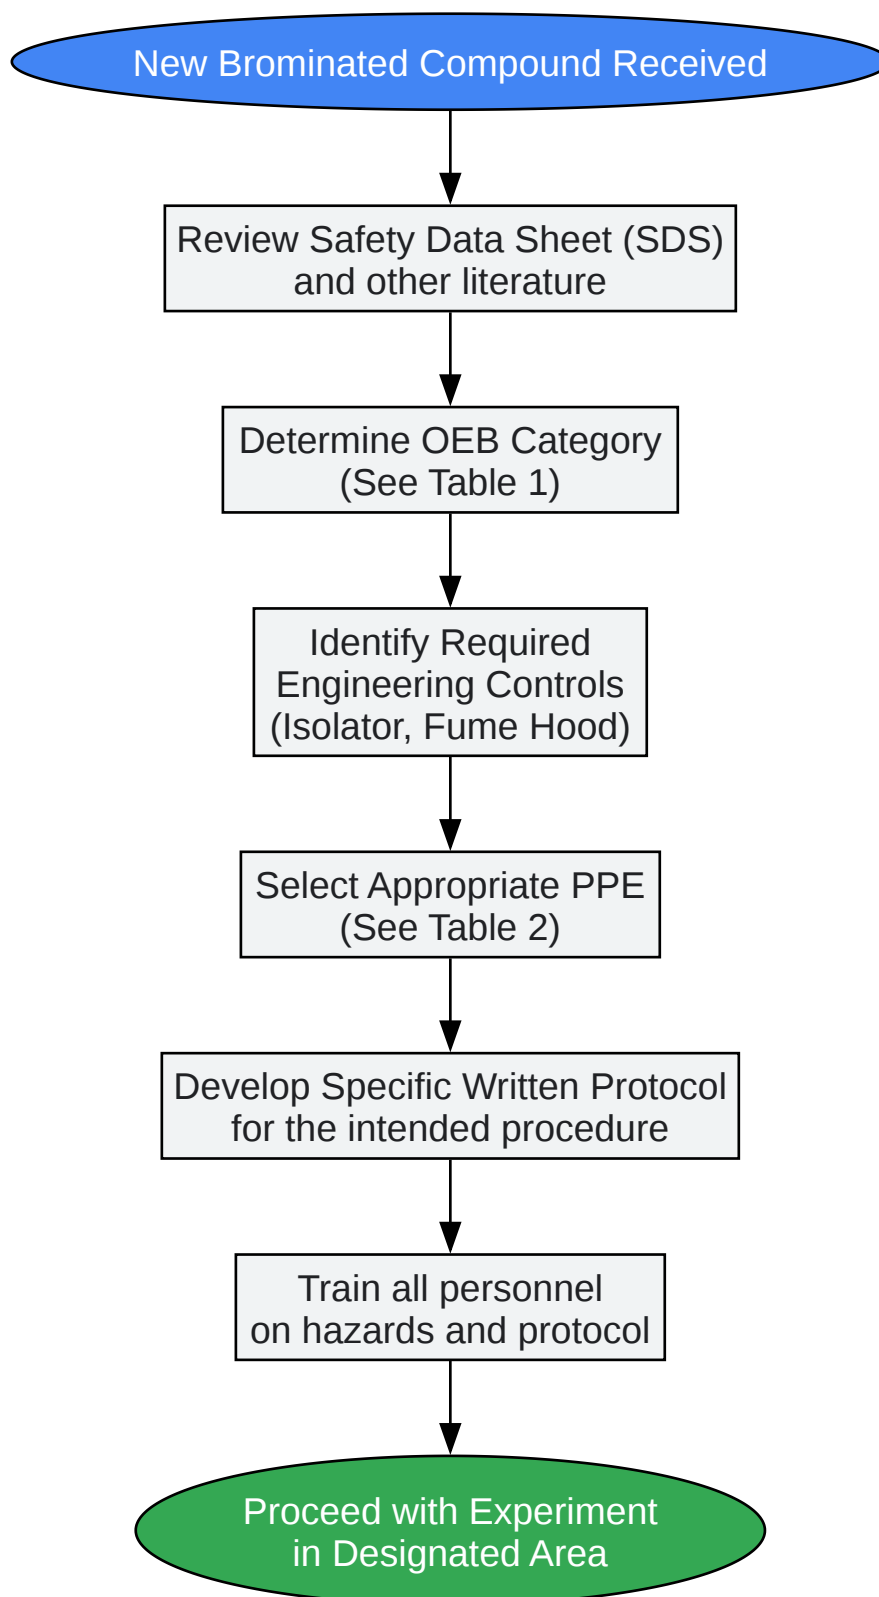 New Brominated Compound Received
Review Safety Data Sheet (SDS)
and other literature
Determine OEB Category
(See Table 1)
Identify Required
Engineering Controls
(Isolator, Fume Hood)
Select Appropriate PPE
(See Table 2)
Develop Specific Written Protocol
for the intended procedure
Train all personnel
on hazards and protocol
Proceed with Experiment
in Designated Area